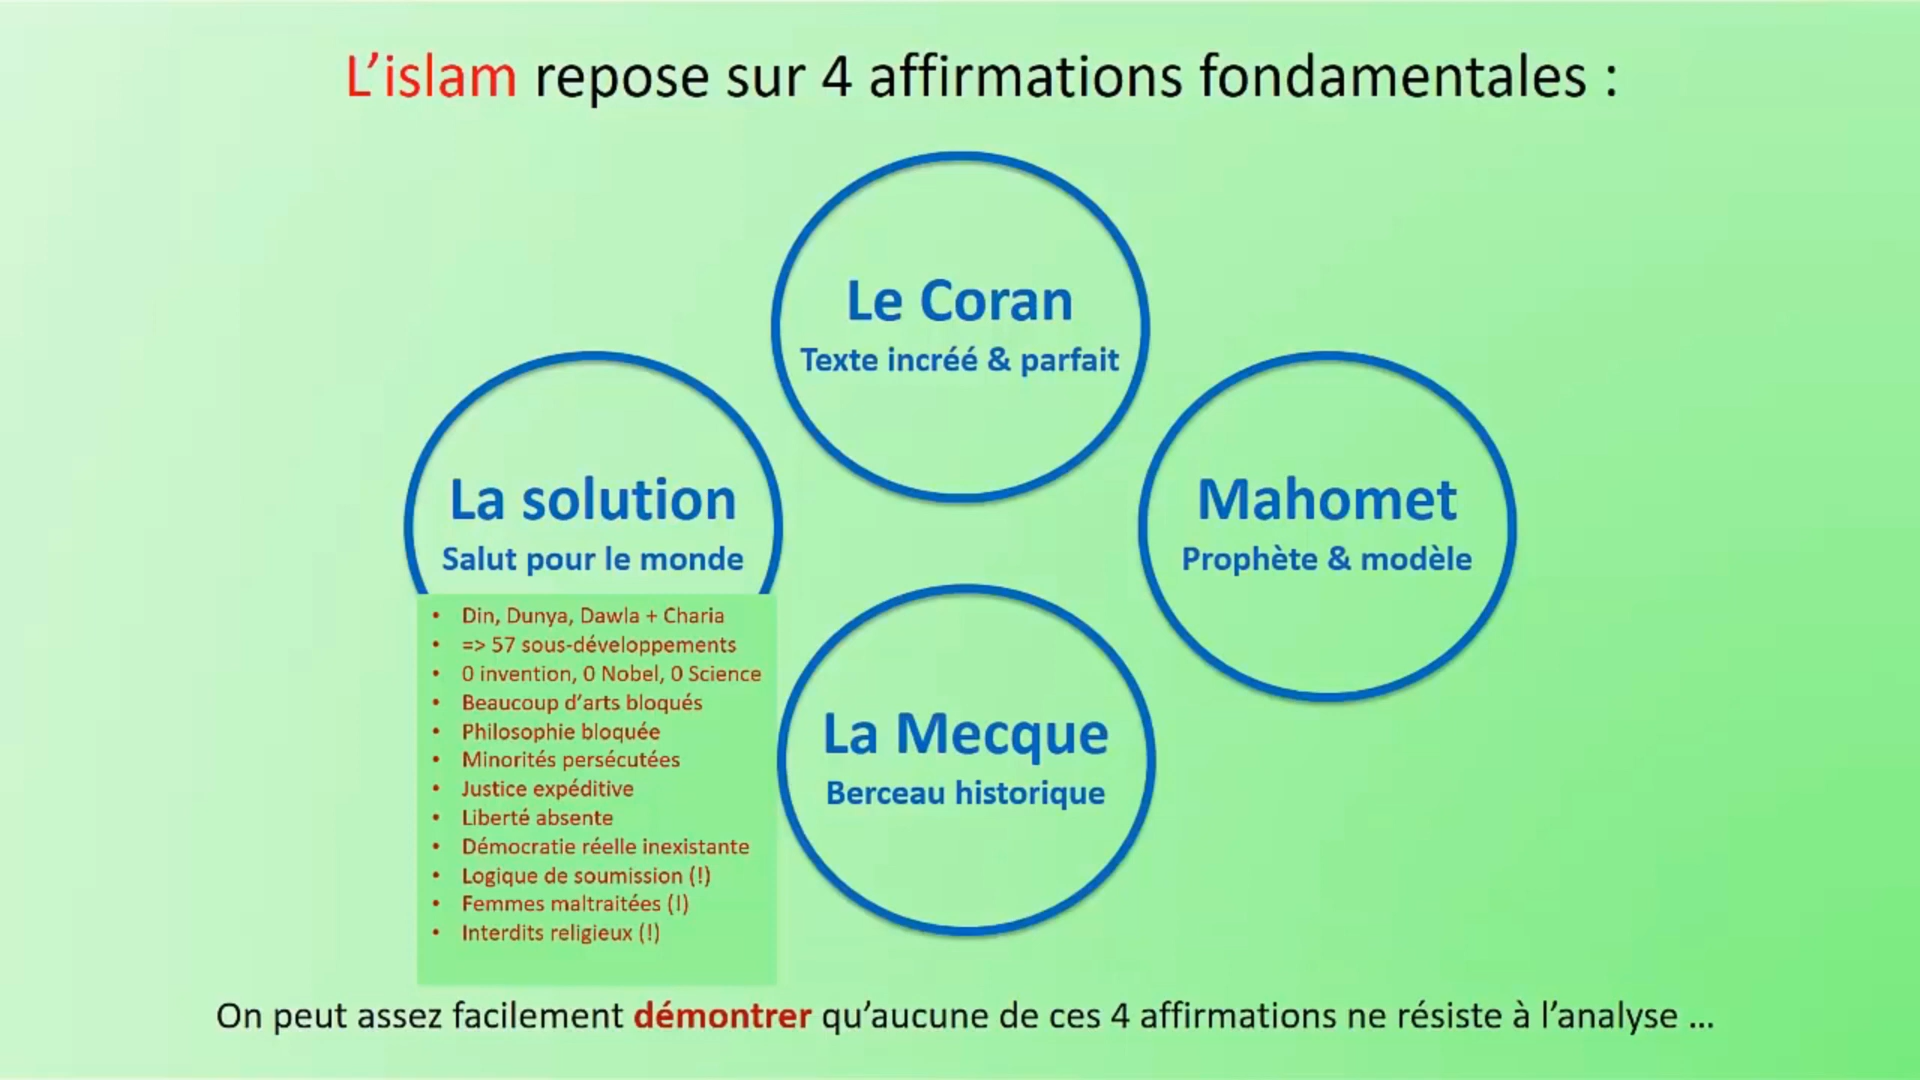 L’islam repose sur 4 affirmations fondamentales :
Le Coran
Texte incréé & parfait
La solution
Salut pour le monde
Mahomet
Prophète & modèle
• Din, Dunya, Dawla + Charia
• => 57 sous-développements
• 0 invention, 0 Nobel, 0 Science
• Beaucoup d’arts bloqués
• Philosophie bloquée
• Minorités persécutées
• Justice expéditive
• Liberté absente
• Démocratie réelle inexistante
• Logique de soumission (!)
• Femmes maltraitées (!)
• Interdits religieux (!)
La Mecque
Berceau historique
On peut assez facilement démontrer qu’aucune de ces 4 affirmations ne résiste à l’analyse ...